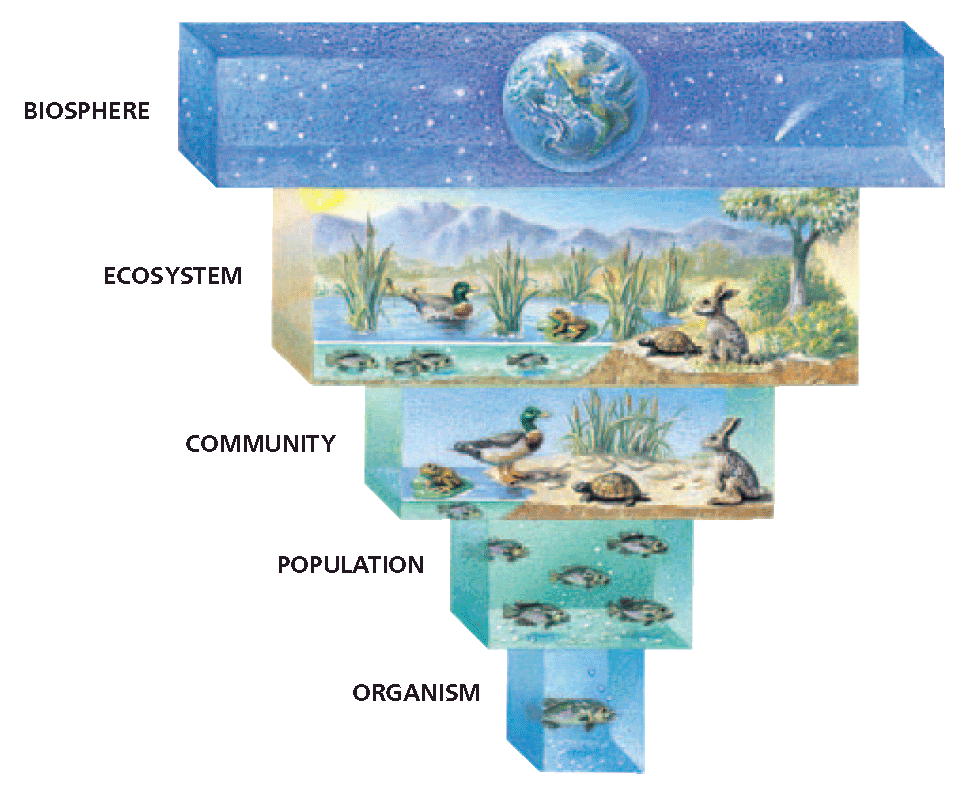 BIOSPHERE
ECOSYSTEM
COMMUNITY
POPULATION
ORGANISM